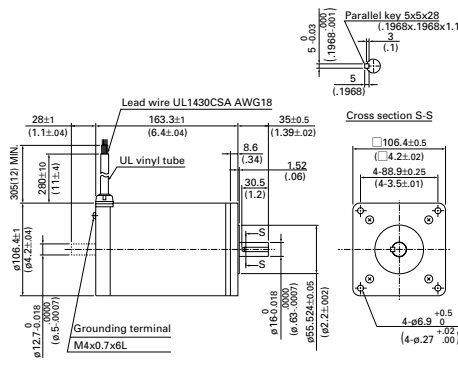 Parallel key 5x5x28
(.1968x.1968x1.1
0
5 -0.03
.000
(.1968-.001)
3
(.1)
5
(.1968)
Cross section S-S
Lead wire UL1430CSA AWG18
28±1
(1.1±.04)
163.3±1
(6.4±.04)
35±0.5
(1.39±.02)
8.6
(.34)
1.52
(.06)
30.5
(1.2)
UL vinyl tube
305(12) MIN.
280±10
(11±.4)
□106.4±0.5
(□4.2±.02)
4-88.9±0.25
(4-3.5±.01)
S
S
ø106.4±1
(ø4.2±.04)
0
ø12.7-0.018
.0000
(ø.5-.0007)
Grounding terminal
M4x0.7x6L
0
ø16-0.018
.0000
(ø.63-.0007)
ø55.524±0.05
(ø2.2±.002)
4-ø6.9 +0.5
0
(4-ø.27 +.02
.00)